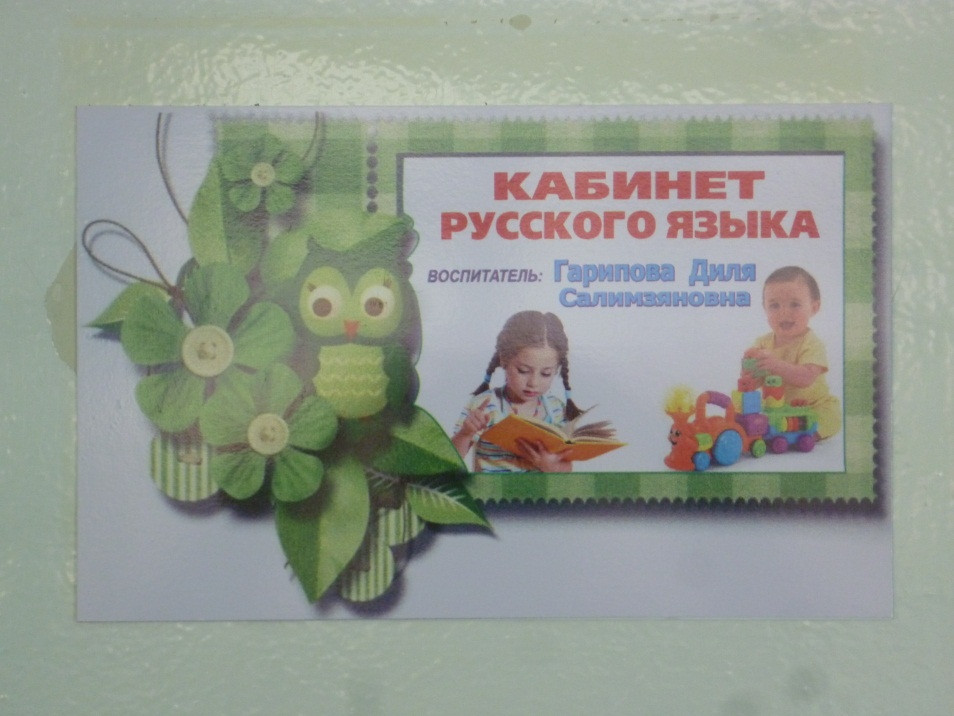 КАБИНЕТ
РУССКОГО ЯЗЫКА
ВОСПИТАТЕЛЬ: Гарипова Диля
Салимзяновна